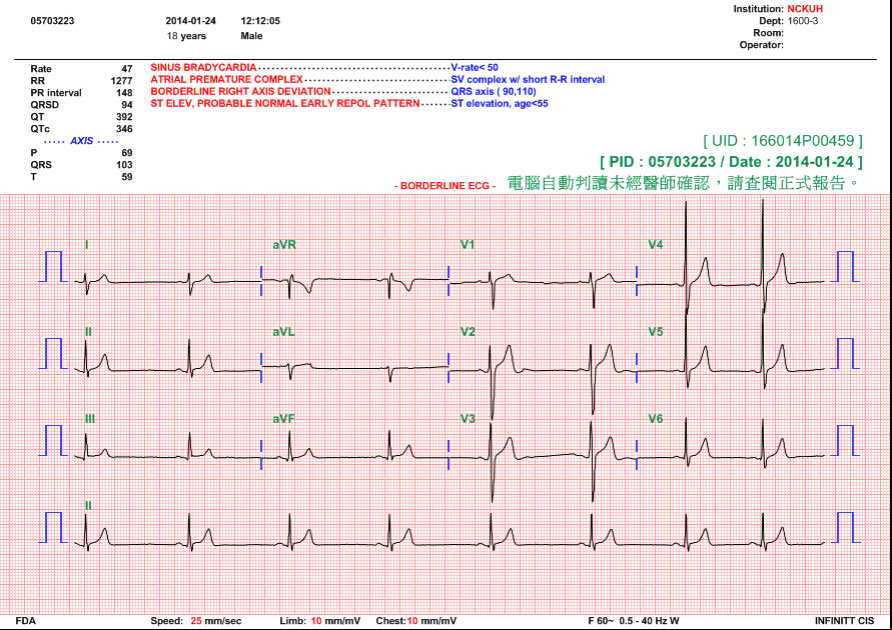 Institution: NCKUH
05703223 2014-01-24 12:12:05 Dept: 1600-3
18 years Male Room:
Operator:
Rate 47 SINUS BRADYCARDIA - - - - - - - - - - - - - - - - - - - - - - - - - - - - - - - - - - - - - - - - V-rate< 50
RR 1277 ATRIAL PREMATURE COMPLEX - - - - - - - - - - - - - - - - - - - - - - - - - - - - - - SV complex w/ short R-R interval
PR interval 148 BORDERLINE RIGHT AXIS DEVIATION - - - - - - - - - - - - - - - - - - - - - - - - QRS axis ( 90,110)
QRSD 94 ST ELEV, PROBABLE NORMAL EARLY REPOL PATTERN - - - - - - - ST elevation, age<55
QT 392
QTc 346
- - - - - AXIS - - - - -
P 69
QRS 103
T 59
[ UID : 166014P00459 ]
[ PID : 05703223 / Date : 2014-01-24 ]
- BORDERLINE ECG - 電腦自動判讀未經醫師確認，請查閱正式報告。
I aVR V1 V4
II aVL V2 V5
III aVF V3 V6
II
FDA Speed: 25 mm/sec Limb: 10 mm/mV Chest: 10 mm/mV F 60~ 0.5 - 40 Hz W INFINITT CIS